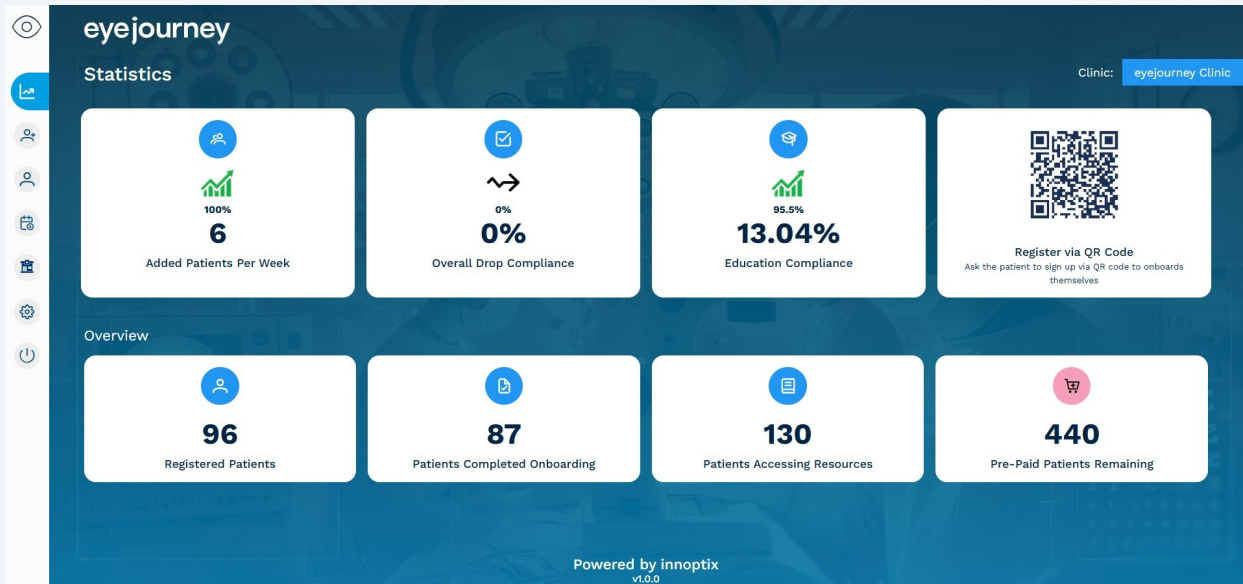 eyejourney
Statistics
Clinic: eyejourney Clinic
100%
6
Added Patients Per Week
0%
0%
Overall Drop Compliance
95.5%
13.04%
Education Compliance
Register via QR Code
Ask the patient to sign up via QR code to onboards
themselves
Overview
96
Registered Patients
87
Patients Completed Onboarding
130
Patients Accessing Resources
440
Pre-Paid Patients Remaining
Powered by innoptix
v1.0.0